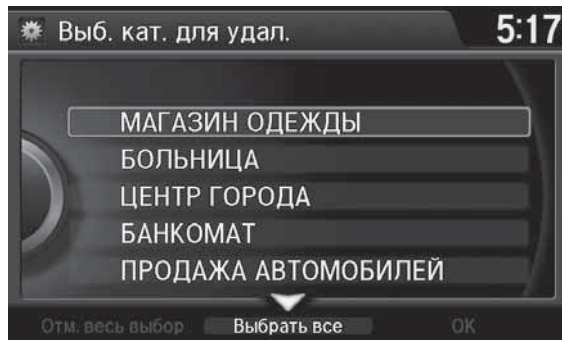 Выб. кат. для удал. 5:17
МАГАЗИН ОДЕЖДЫ
БОЛЬНИЦА
ЦЕНТР ГОРОДА
БАНКОМАТ
ПРОДАЖА АВТОМОБИЛЕЙ
Отм. весь выбор Выбрать все OK